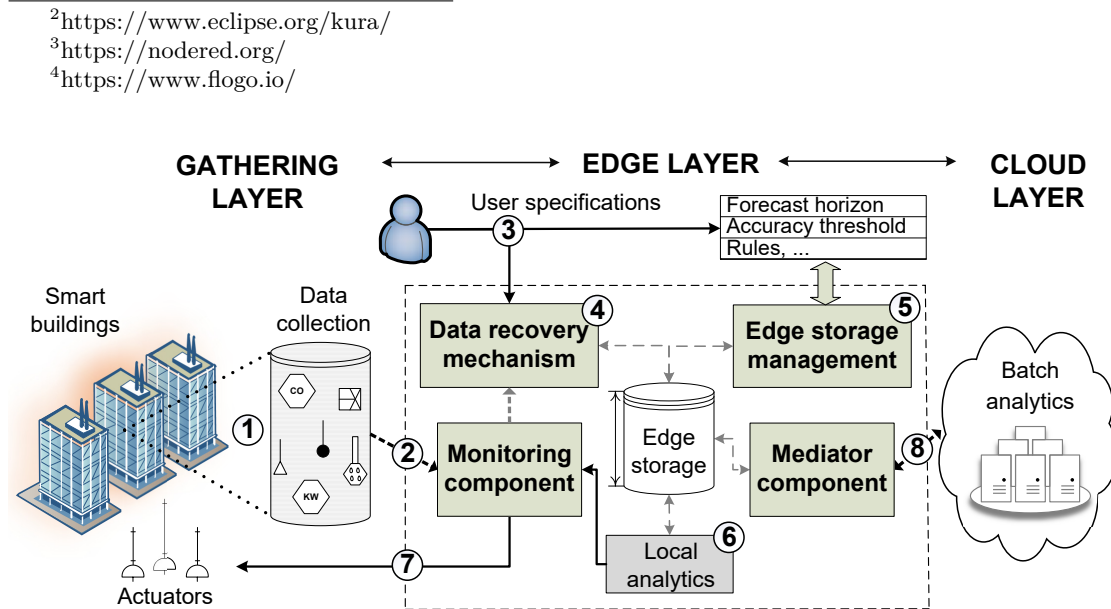 ²https://www.eclipse.org/kura/
³https://nodered.org/
⁴https://www.flogo.io/
GATHERING
LAYER
EDGE LAYER
CLOUD
LAYER
User specifications
3
Forecast horizon
Accuracy threshold
Rules, ...
Smart
buildings
Data
collection
Data recovery
mechanism
4
Edge storage
management
5
Batch
analytics
CO
1
2
Monitoring
component
Edge
storage
Mediator
component
8
KW
6
Local
analytics
7
Actuators